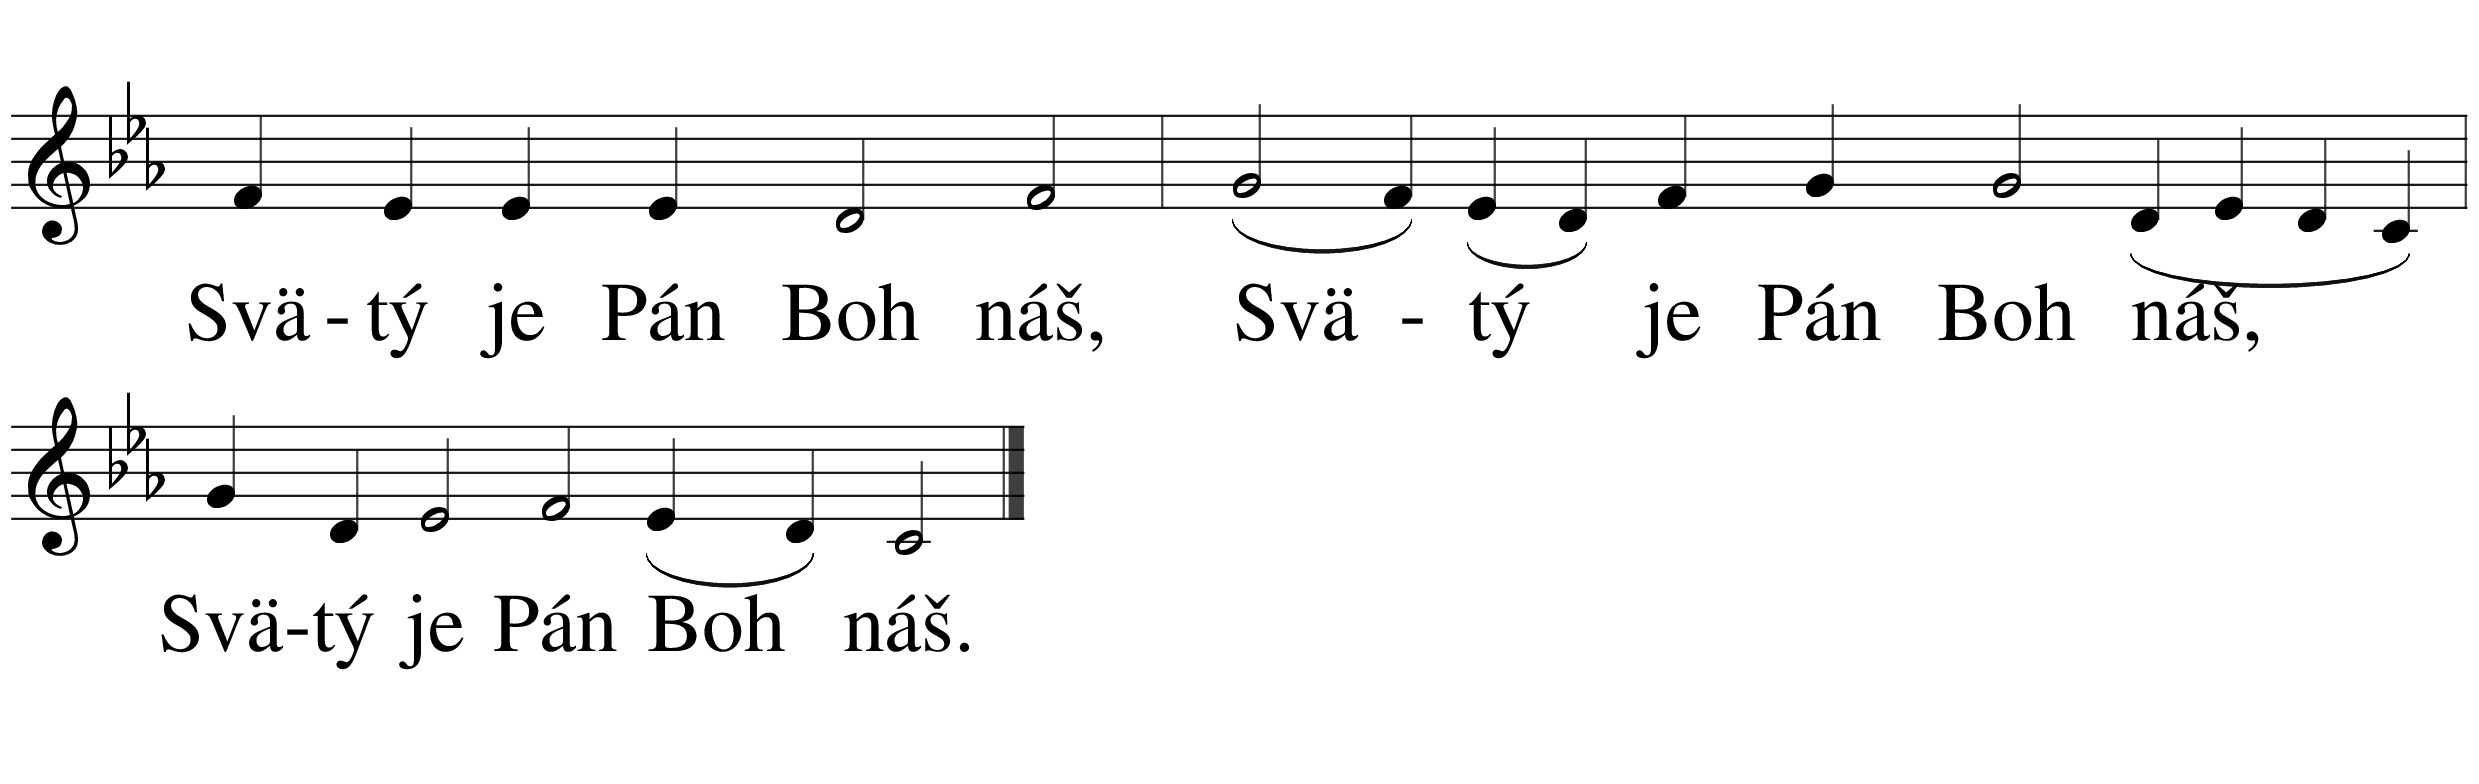 Svä - tý je Pán Boh náš, Svä - tý je Pán Boh náš,
Svä-tý je Pán Boh náš.